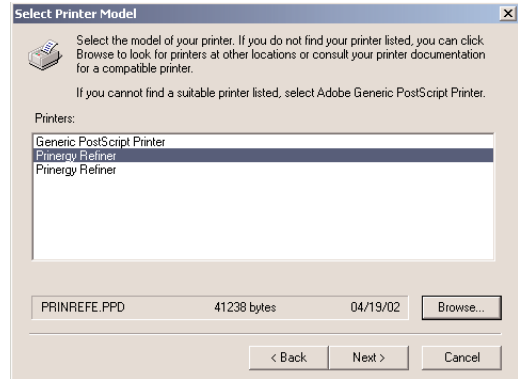 Select Printer Model
Select the model of your printer. If you do not find your printer listed, you can click
Browse to look for printers at other locations or consult your printer documentation
for a compatible printer.
If you cannot find a suitable printer listed, select Adobe Generic PostScript Printer.
Printers:
Generic PostScript Printer
Prinergy Refiner
Prinergy Refiner
PRINREFE.PPD 41238 bytes 04/19/02 Browse...
< Back Next > Cancel